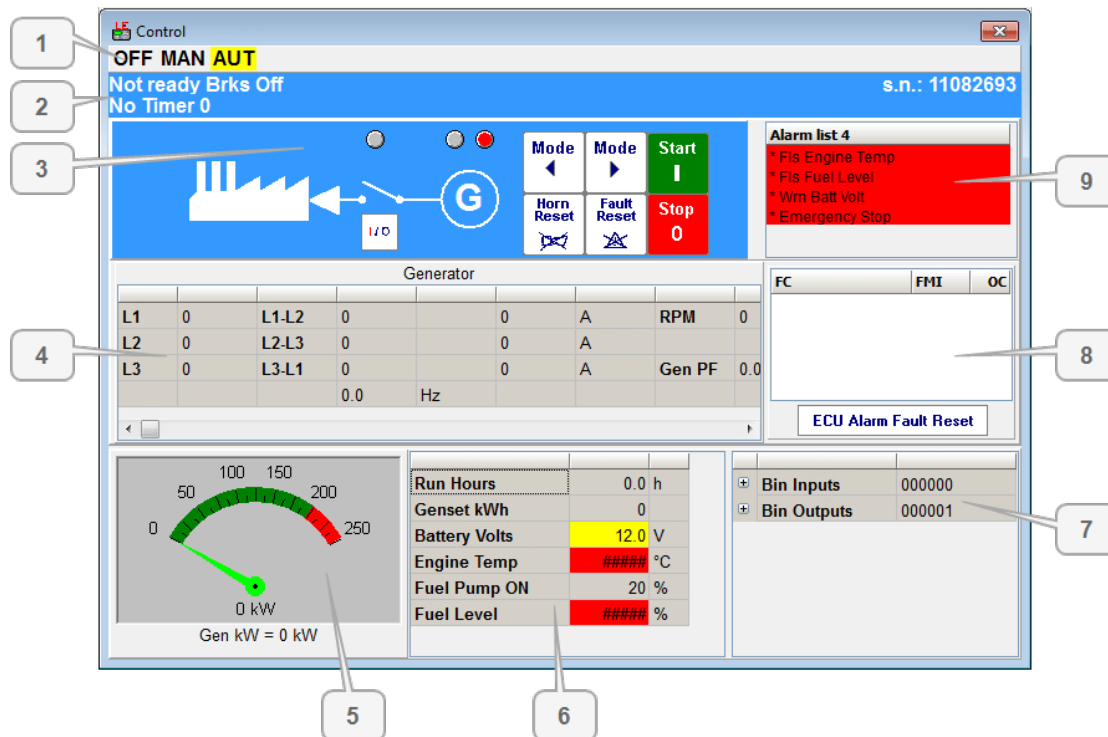 Control
1
OFF MAN AUT
2
Not ready Brks Off s.n.: 11082693
No Timer 0
3
Mode Mode Start
I
Horn Reset Fault Reset Stop
0
I/O
G
Alarm list 4
* Fls Engine Temp
* Fls Fuel Level
* Wrn Batt Volt
* Emergency Stop
9
Generator
L1 0 L1-L2 0 0 A RPM 0
L2 0 L2-L3 0 0 A
L3 0 L3-L1 0 0 A Gen PF 0.0
0.0 Hz
4
FC FMI OC
8
ECU Alarm Fault Reset
0 50 100 150 200 250
0 kW
Gen kW = 0 kW
5
Run Hours 0.0 h
Genset kWh 0
Battery Volts 12.0 V
Engine Temp ##### °C
Fuel Pump ON 20 %
Fuel Level ##### %
6
Bin Inputs 000000
Bin Outputs 000001
7